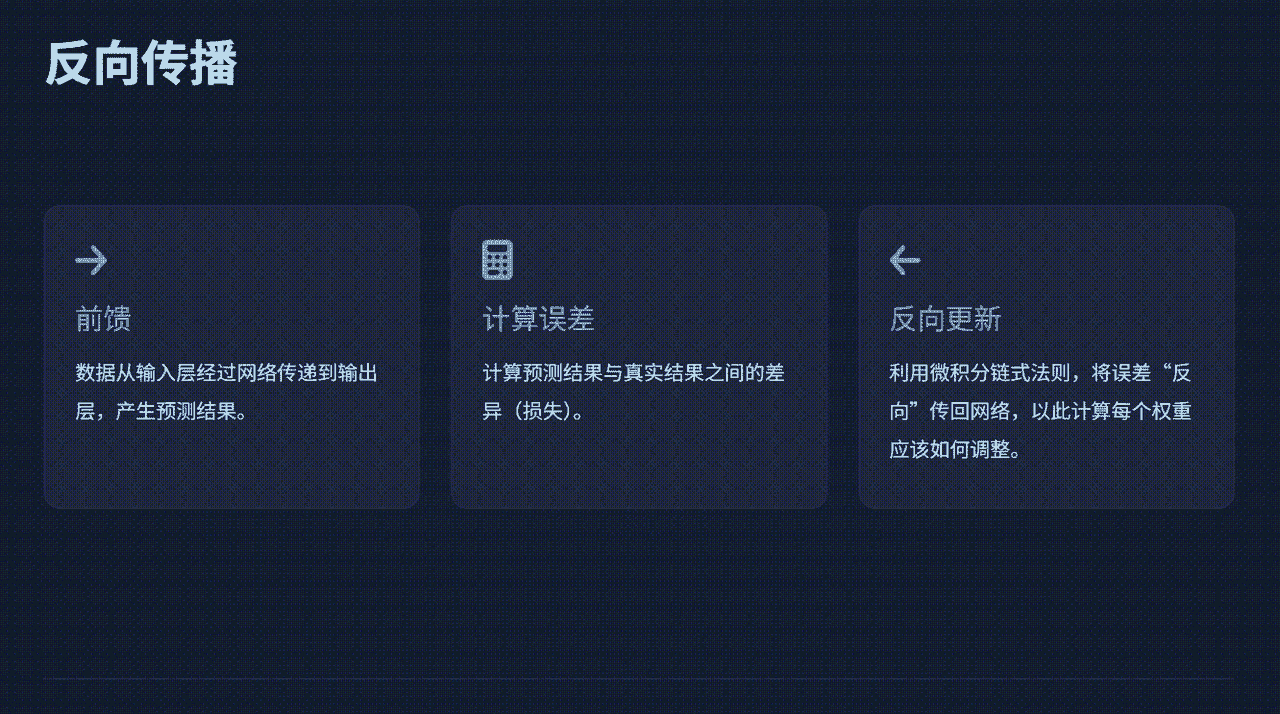 反向传播
前馈
数据从输入层经过网络传递到输出
层，产生预测结果。
计算误差
计算预测结果与真实结果之间的差
异（损失）。
反向更新
利用微积分链式法则，将误差“反
向”传回网络，以此计算每个权重
应该如何调整。